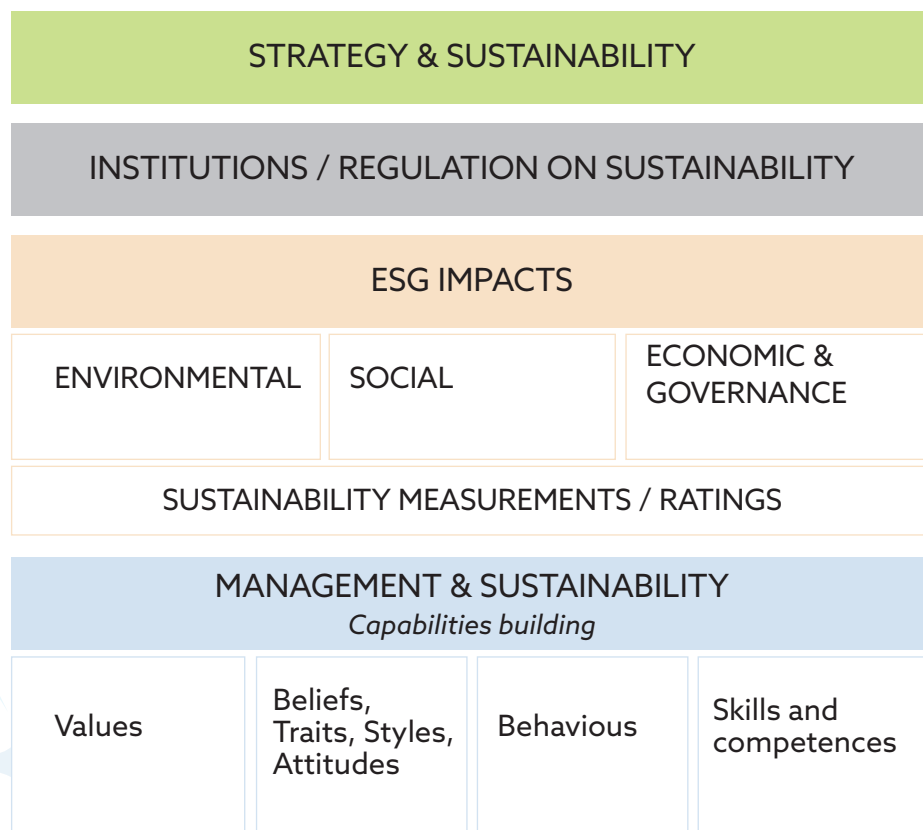 STRATEGY & SUSTAINABILITY
INSTITUTIONS / REGULATION ON SUSTAINABILITY
ESG IMPACTS
ENVIRONMENTAL
SOCIAL
ECONOMIC &
GOVERNANCE
SUSTAINABILITY MEASUREMENTS / RATINGS
MANAGEMENT & SUSTAINABILITY
Capabilities building
Values
Beliefs,
Traits, Styles,
Attitudes
Behavious
Skills and
competences